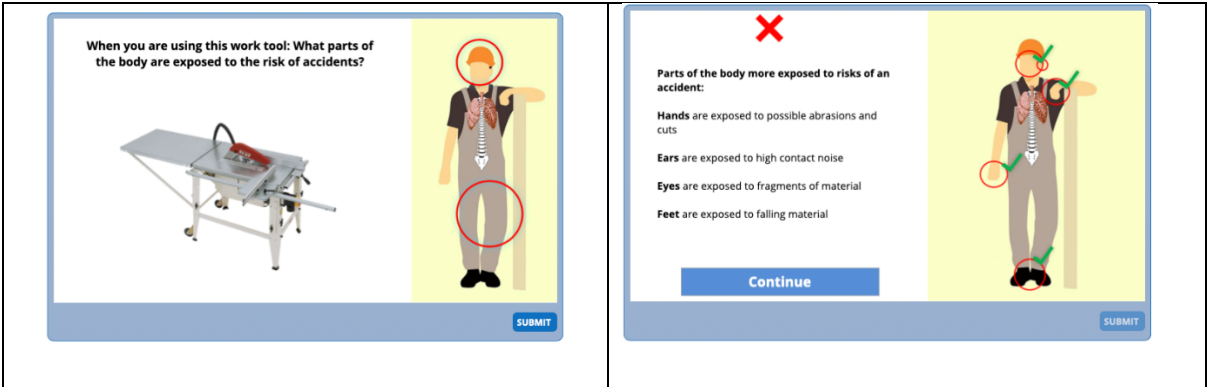 When you are using this work tool: What parts of
the body are exposed to the risk of accidents?
SUBMIT
Parts of the body more exposed to risks of an
accident:
Hands are exposed to possible abrasions and
cuts
Ears are exposed to high contact noise
Eyes are exposed to fragments of material
Feet are exposed to falling material
Continue
SUBMIT